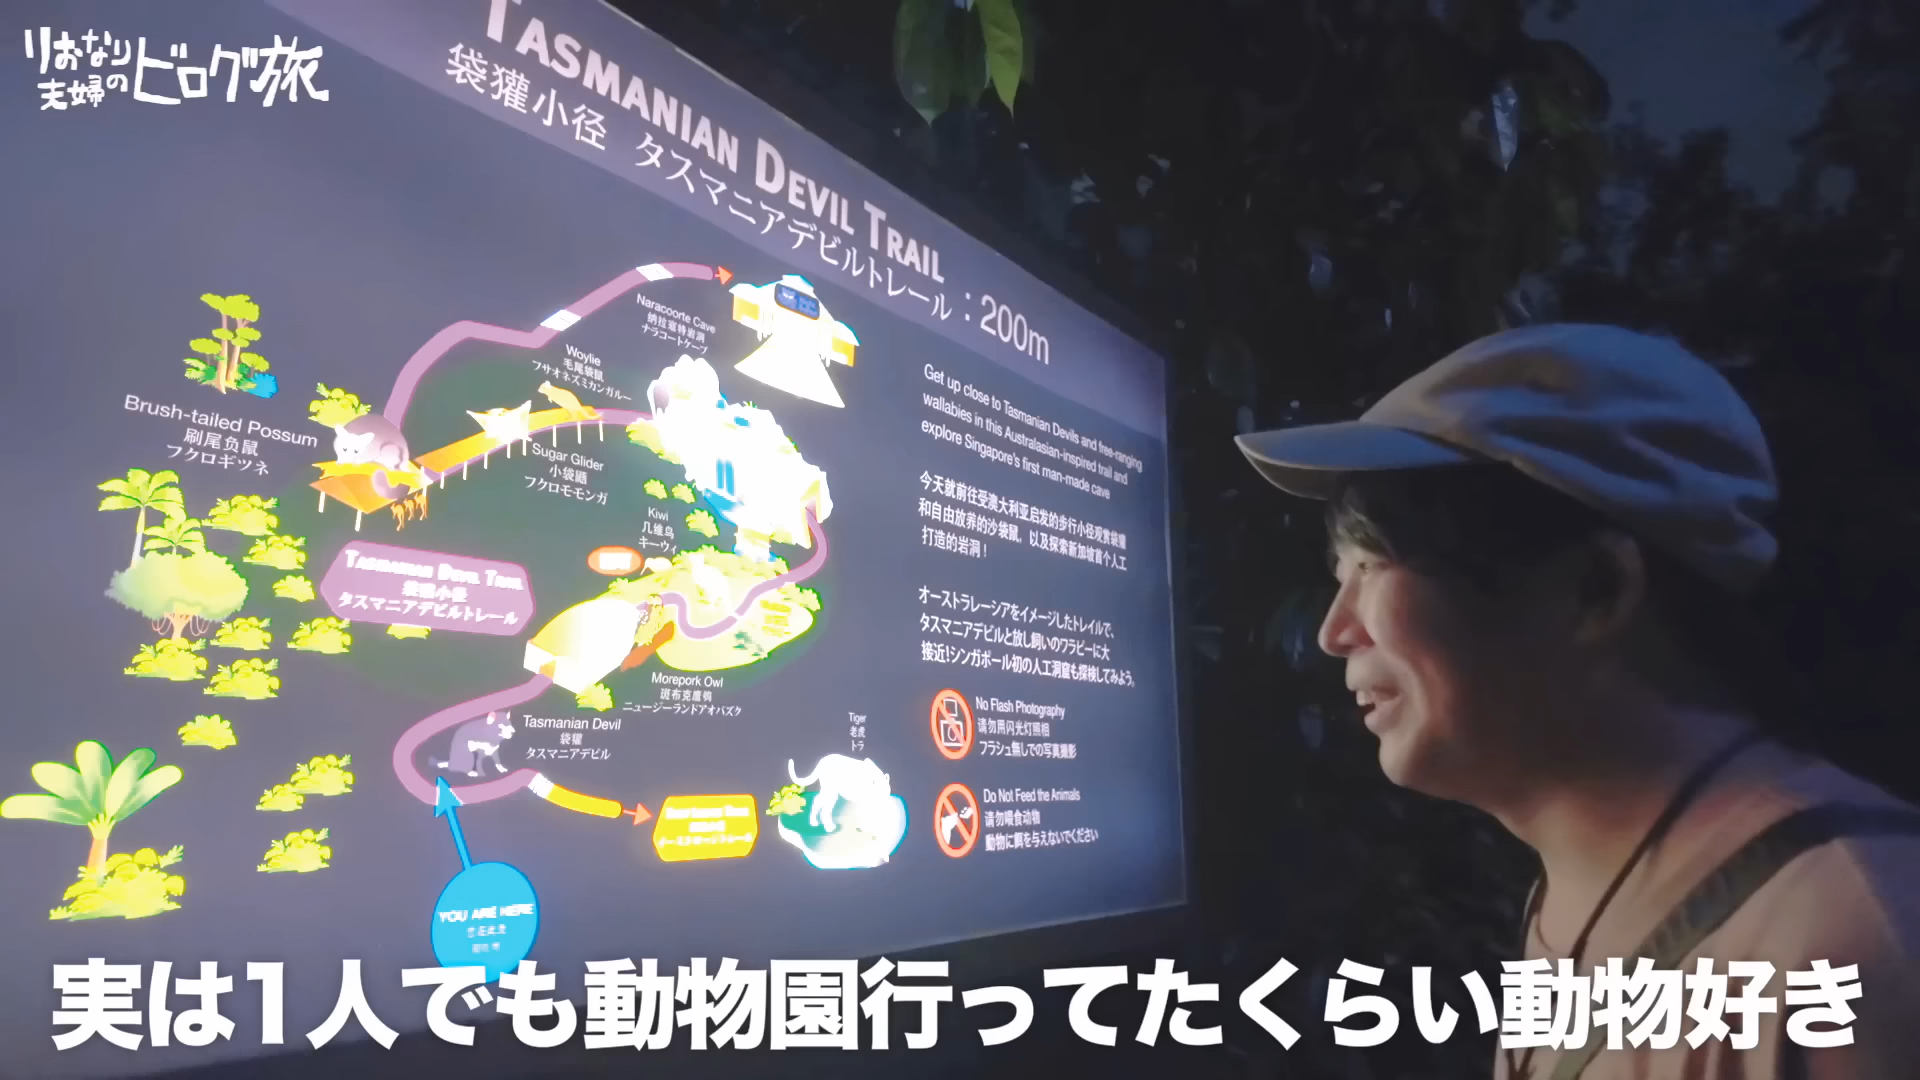 りおなり
夫婦の
ビログ旅
TASMANIAN DEVIL TRAIL
袋獾小径 タスマニアデビルトレール : 200m
Naracoorte Cave
纳拉寇特岩洞
ナラコートケーブ
Woylie
毛尾袋鼠
フサオネズミカンガルー
Brush-tailed Possum
刷尾负鼠
フクロギツネ
Sugar Glider
小袋鼯
フクロモモンガ
Kiwi
几维鸟
キーウィ
TASMANIAN DEVIL TRAIL
袋獾小径
タスマニアデビルトレール
Morepork Owl
斑布克鹰鸮
ニュージーランドアオバズク
Tasmanian Devil
袋獾
タスマニアデビル
Tiger
老虎
トラ
YOU ARE HERE
Get up close to Tasmanian Devils and free-ranging
wallabies in this Australasian-inspired trail and
explore Singapore's first man-made cave
今天就前往受澳大利亚启发的步行小径观赏袋獾
和自由放养的沙袋鼠，以及探索新加坡首个人工
打造的岩洞！
オーストラレーシアをイメージしたトレイルで、
タスマニアデビルと放し飼いのワラビーに大
接近!シンガポール初の人工洞窟も探検してみよう。
No Flash Photography
请勿用闪光灯照相
フラシュ無しでの写真撮影
Do Not Feed the Animals
请勿喂食动物
動物に餌を与えないでください
実は1人でも動物園行ってたくらい動物好き